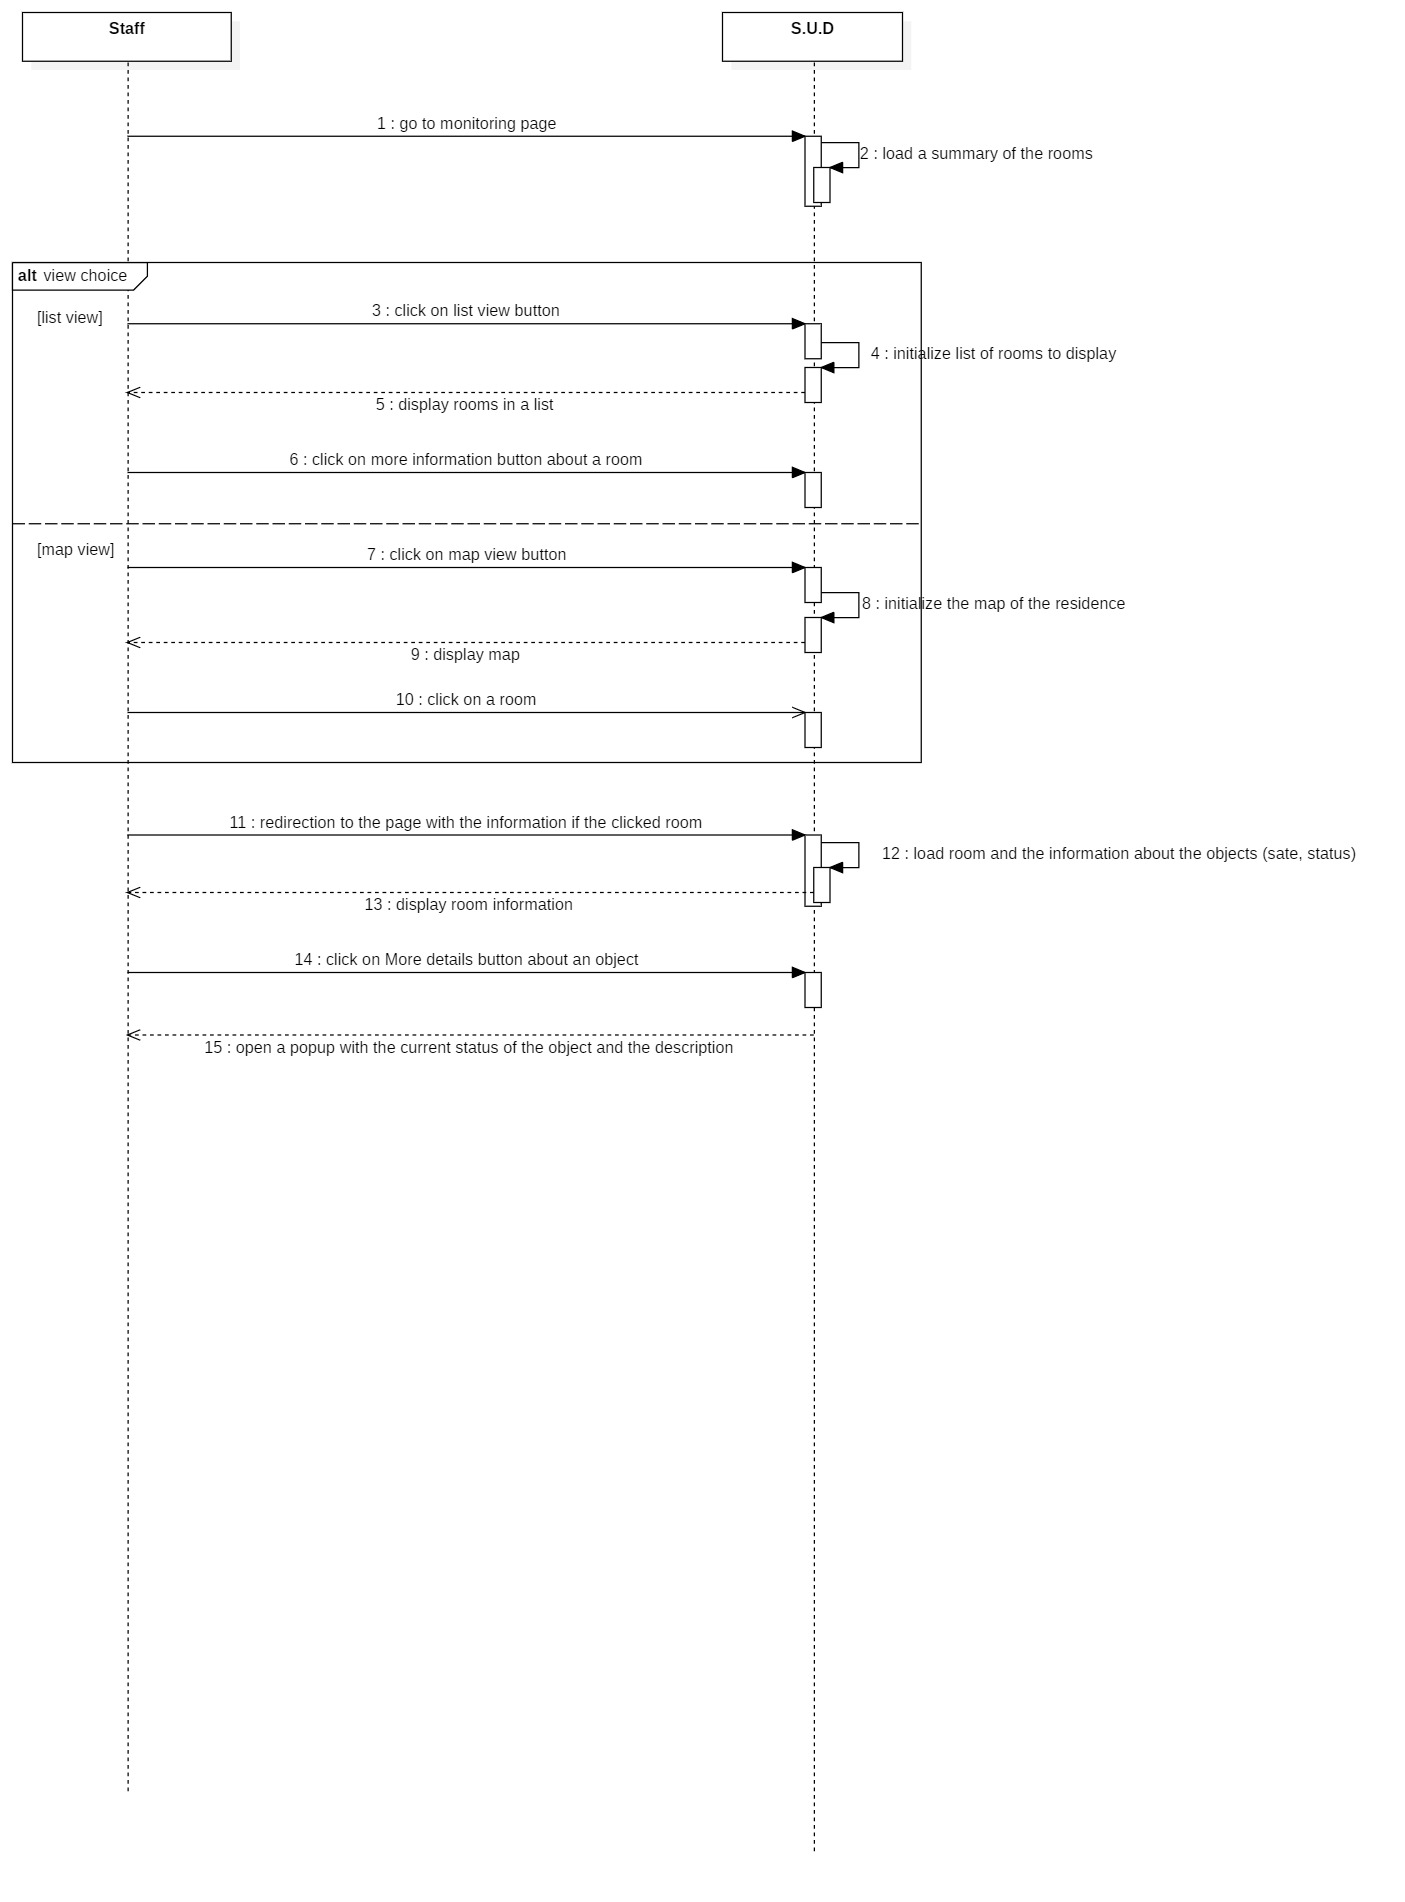 Staff
S.U.D
1 : go to monitoring page
2 : load a summary of the rooms
alt view choice
[list view]
3 : click on list view button
4 : initialize list of rooms to display
5 : display rooms in a list
6 : click on more information button about a room
[map view]
7 : click on map view button
8 : initialize the map of the residence
9 : display map
10 : click on a room
11 : redirection to the page with the information if the clicked room
12 : load room and the information about the objects (sate, status)
13 : display room information
14 : click on More details button about an object
15 : open a popup with the current status of the object and the description